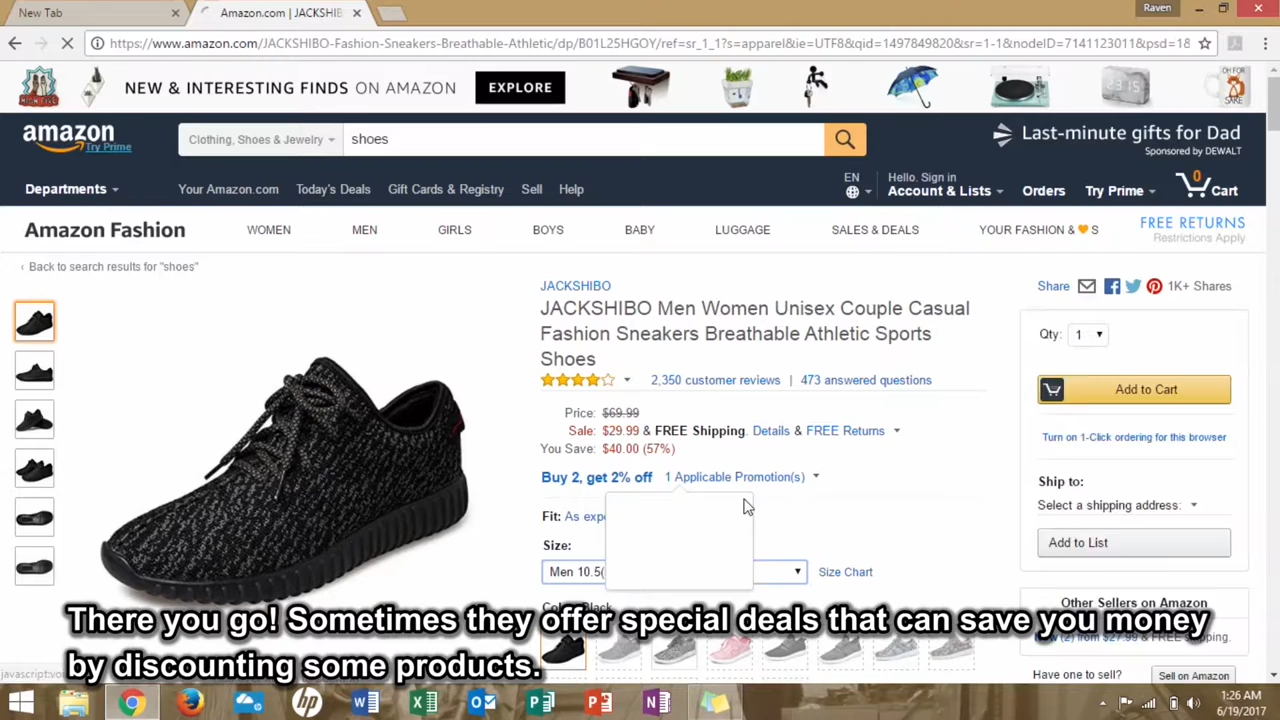 New Tab
Amazon.com | JACKSHIB
Raven
https://www.amazon.com/JACKSHIBO-Fashion-Sneakers-Breathable-Athletic/dp/B01L25HGOY/ref=sr_1_1?s=apparel&ie=UTF8&qid=1497849820&sr=1-1&nodeID=7141123011&psd=18
HIGH FIVE
NEW & INTERESTING FINDS ON AMAZON
EXPLORE
OH FOR
SAKE
amazon
Try Prime
Clothing, Shoes & Jewelry
shoes
Last-minute gifts for Dad
Sponsored by DEWALT
Departments
Your Amazon.com
Today's Deals
Gift Cards & Registry
Sell
Help
EN
Hello. Sign in
Account & Lists
Orders
Try Prime
0
Cart
Amazon Fashion
WOMEN
MEN
GIRLS
BOYS
BABY
LUGGAGE
SALES & DEALS
YOUR FASHION & S
FREE RETURNS
Restrictions Apply
‹ Back to search results for "shoes"
JACKSHIBO
JACKSHIBO Men Women Unisex Couple Casual
Fashion Sneakers Breathable Athletic Sports
Shoes
2,350 customer reviews | 473 answered questions
Price: $69.99
Sale: $29.99 & FREE Shipping. Details & FREE Returns
You Save: $40.00 (57%)
Buy 2, get 2% off 1 Applicable Promotion(s)
Fit: As exp
Size:
Men 10.5(
Size Chart
Share
1K+ Shares
Qty: 1
Add to Cart
Turn on 1-Click ordering for this browser
Ship to:
Select a shipping address:
Add to List
Other Sellers on Amazon
from $27.99 & FREE shipping.
Have one to sell?
Sell on Amazon
There you go! Sometimes they offer special deals that can save you money
by discounting some products.
1:26 AM
6/19/2017